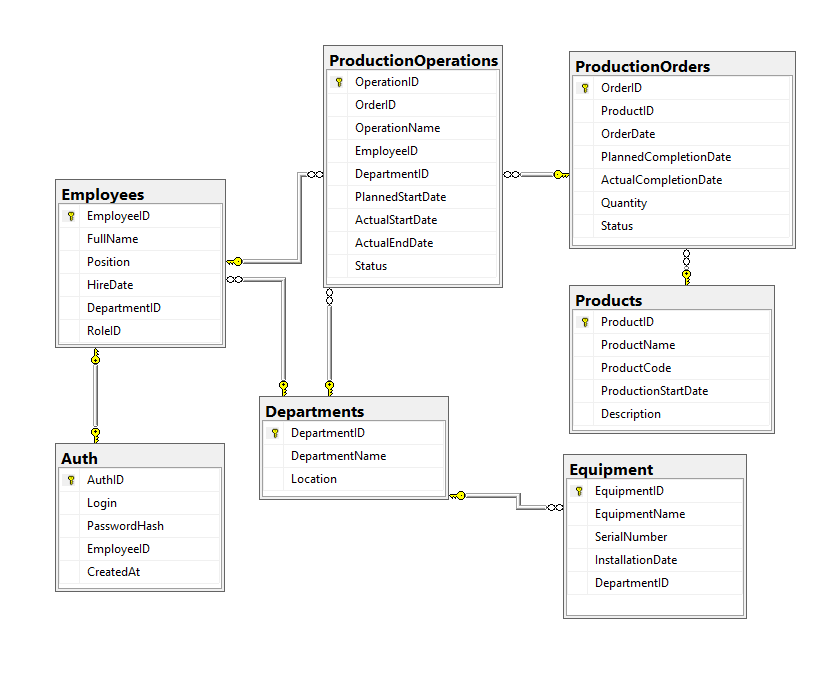 ProductionOperations
OperationID
OrderID
OperationName
EmployeeID
DepartmentID
PlannedStartDate
ActualStartDate
ActualEndDate
Status
ProductionOrders
OrderID
ProductID
OrderDate
PlannedCompletionDate
ActualCompletionDate
Quantity
Status
Employees
EmployeeID
FullName
Position
HireDate
DepartmentID
RoleID
Products
ProductID
ProductName
ProductCode
ProductionStartDate
Description
Departments
DepartmentID
DepartmentName
Location
Auth
AuthID
Login
PasswordHash
EmployeeID
CreatedAt
Equipment
EquipmentID
EquipmentName
SerialNumber
InstallationDate
DepartmentID